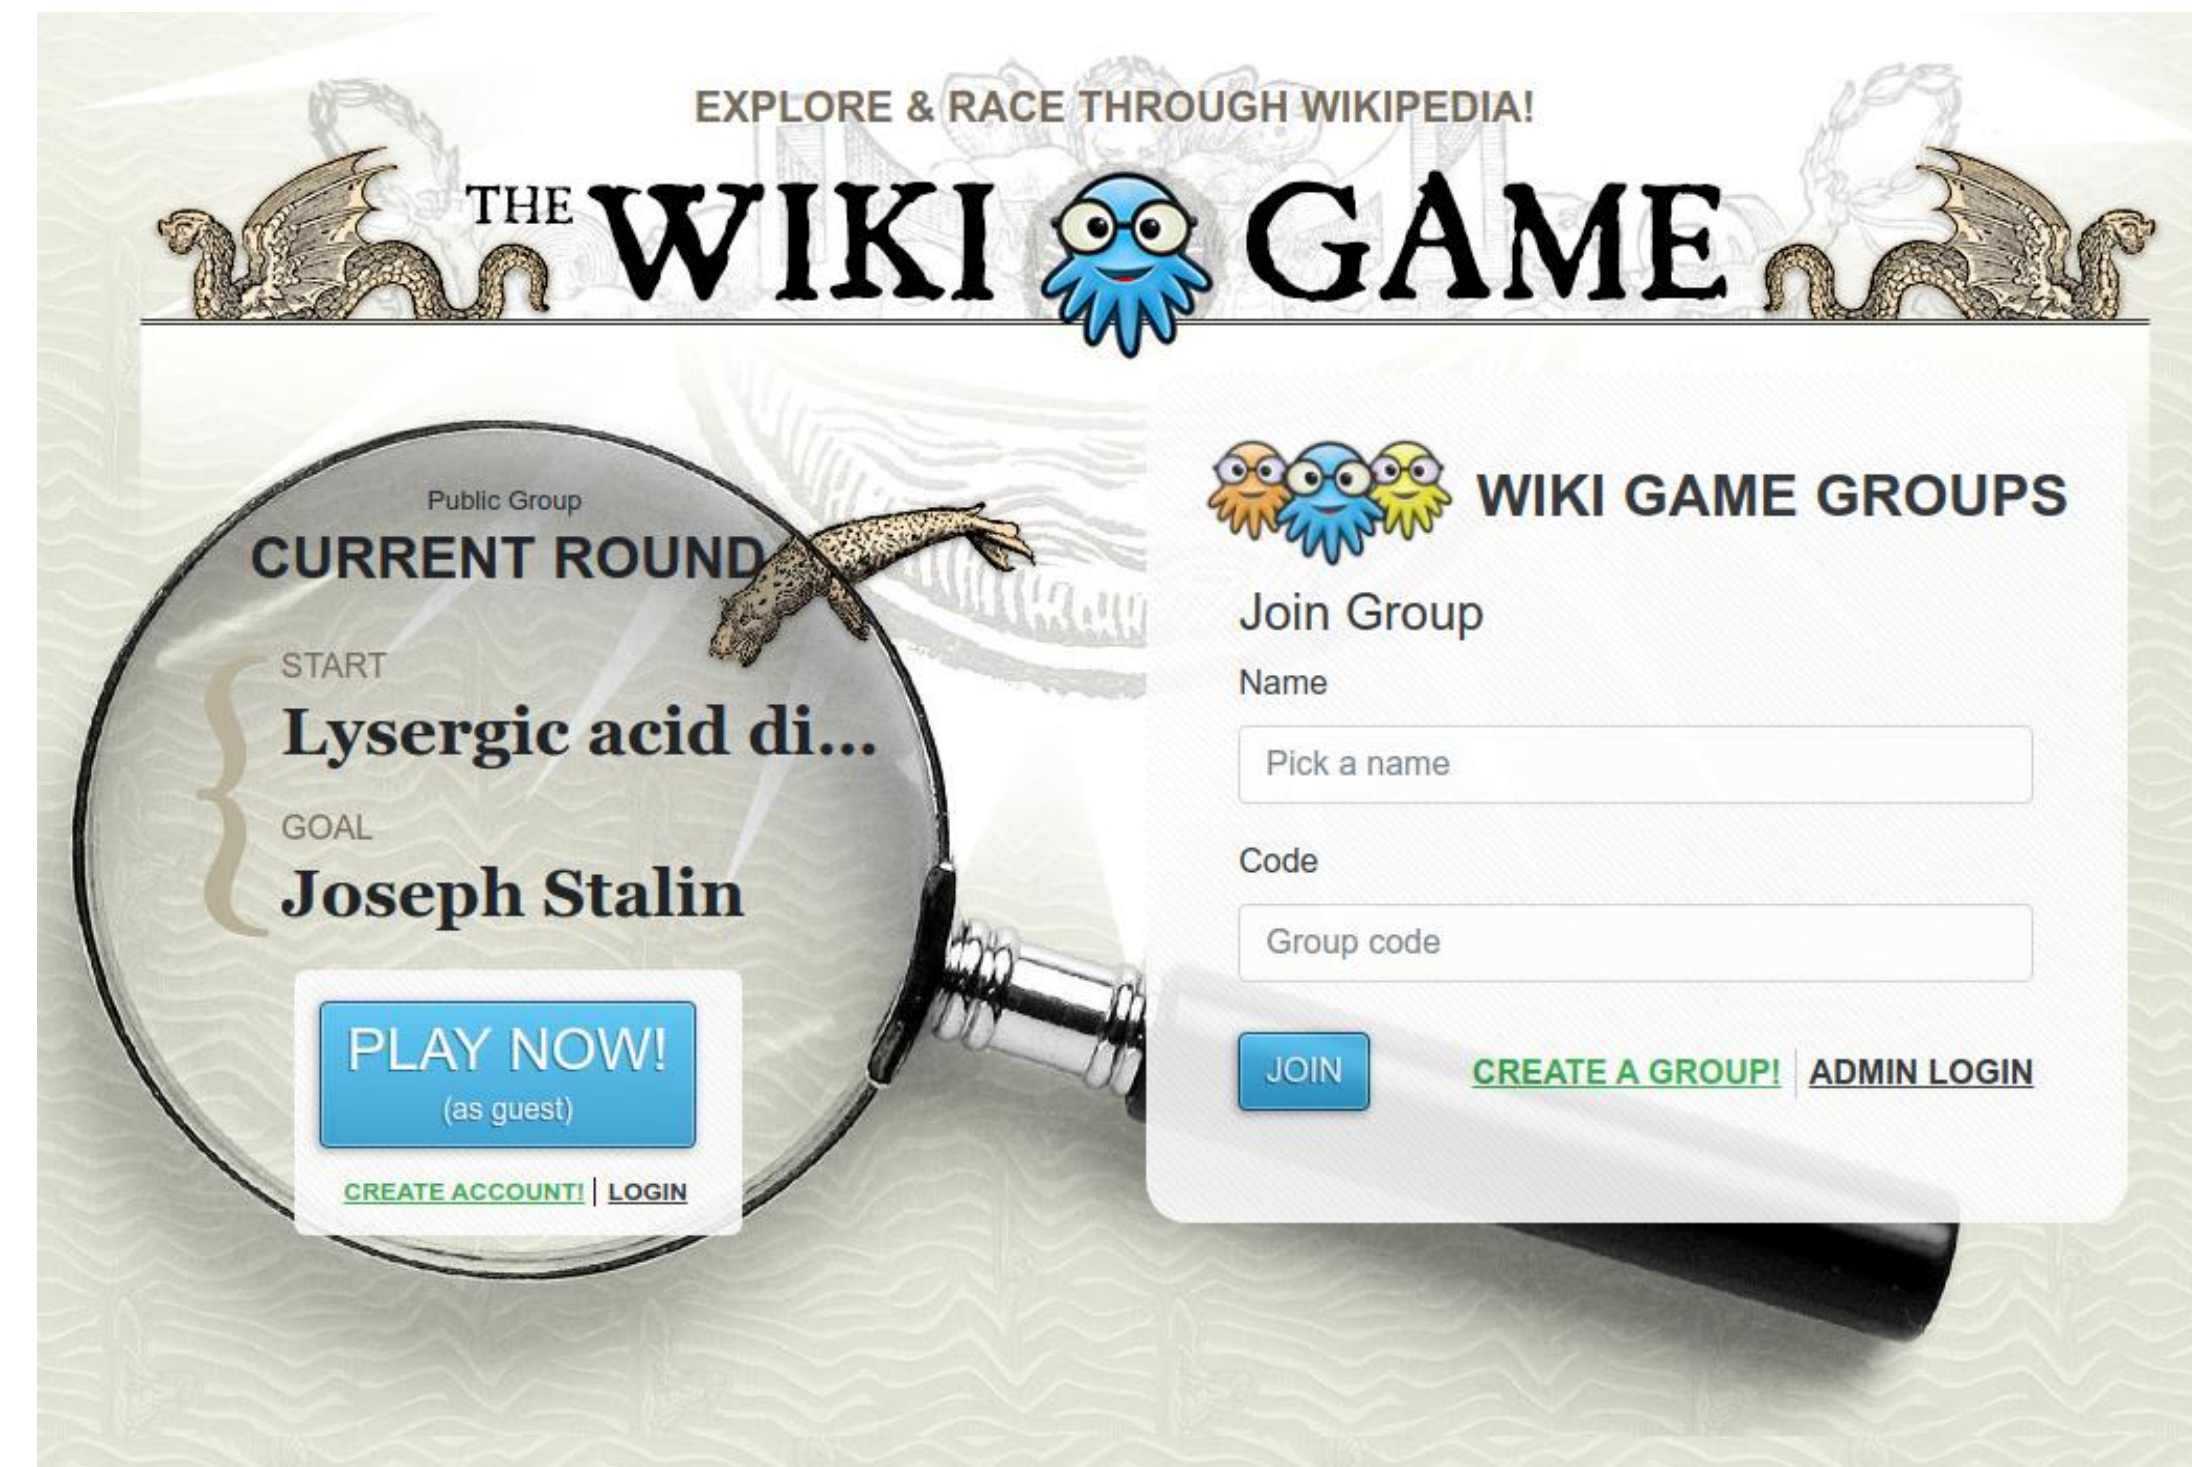 EXPLORE & RACE THROUGH WIKIPEDIA!
THE WIKI GAME
Public Group
CURRENT ROUND
START
Lysergic acid di...
GOAL
Joseph Stalin
PLAY NOW!
(as guest)
CREATE ACCOUNT! | LOGIN
WIKI GAME GROUPS
Join Group
Name
Pick a name
Code
Group code
JOIN
CREATE A GROUP! | ADMIN LOGIN